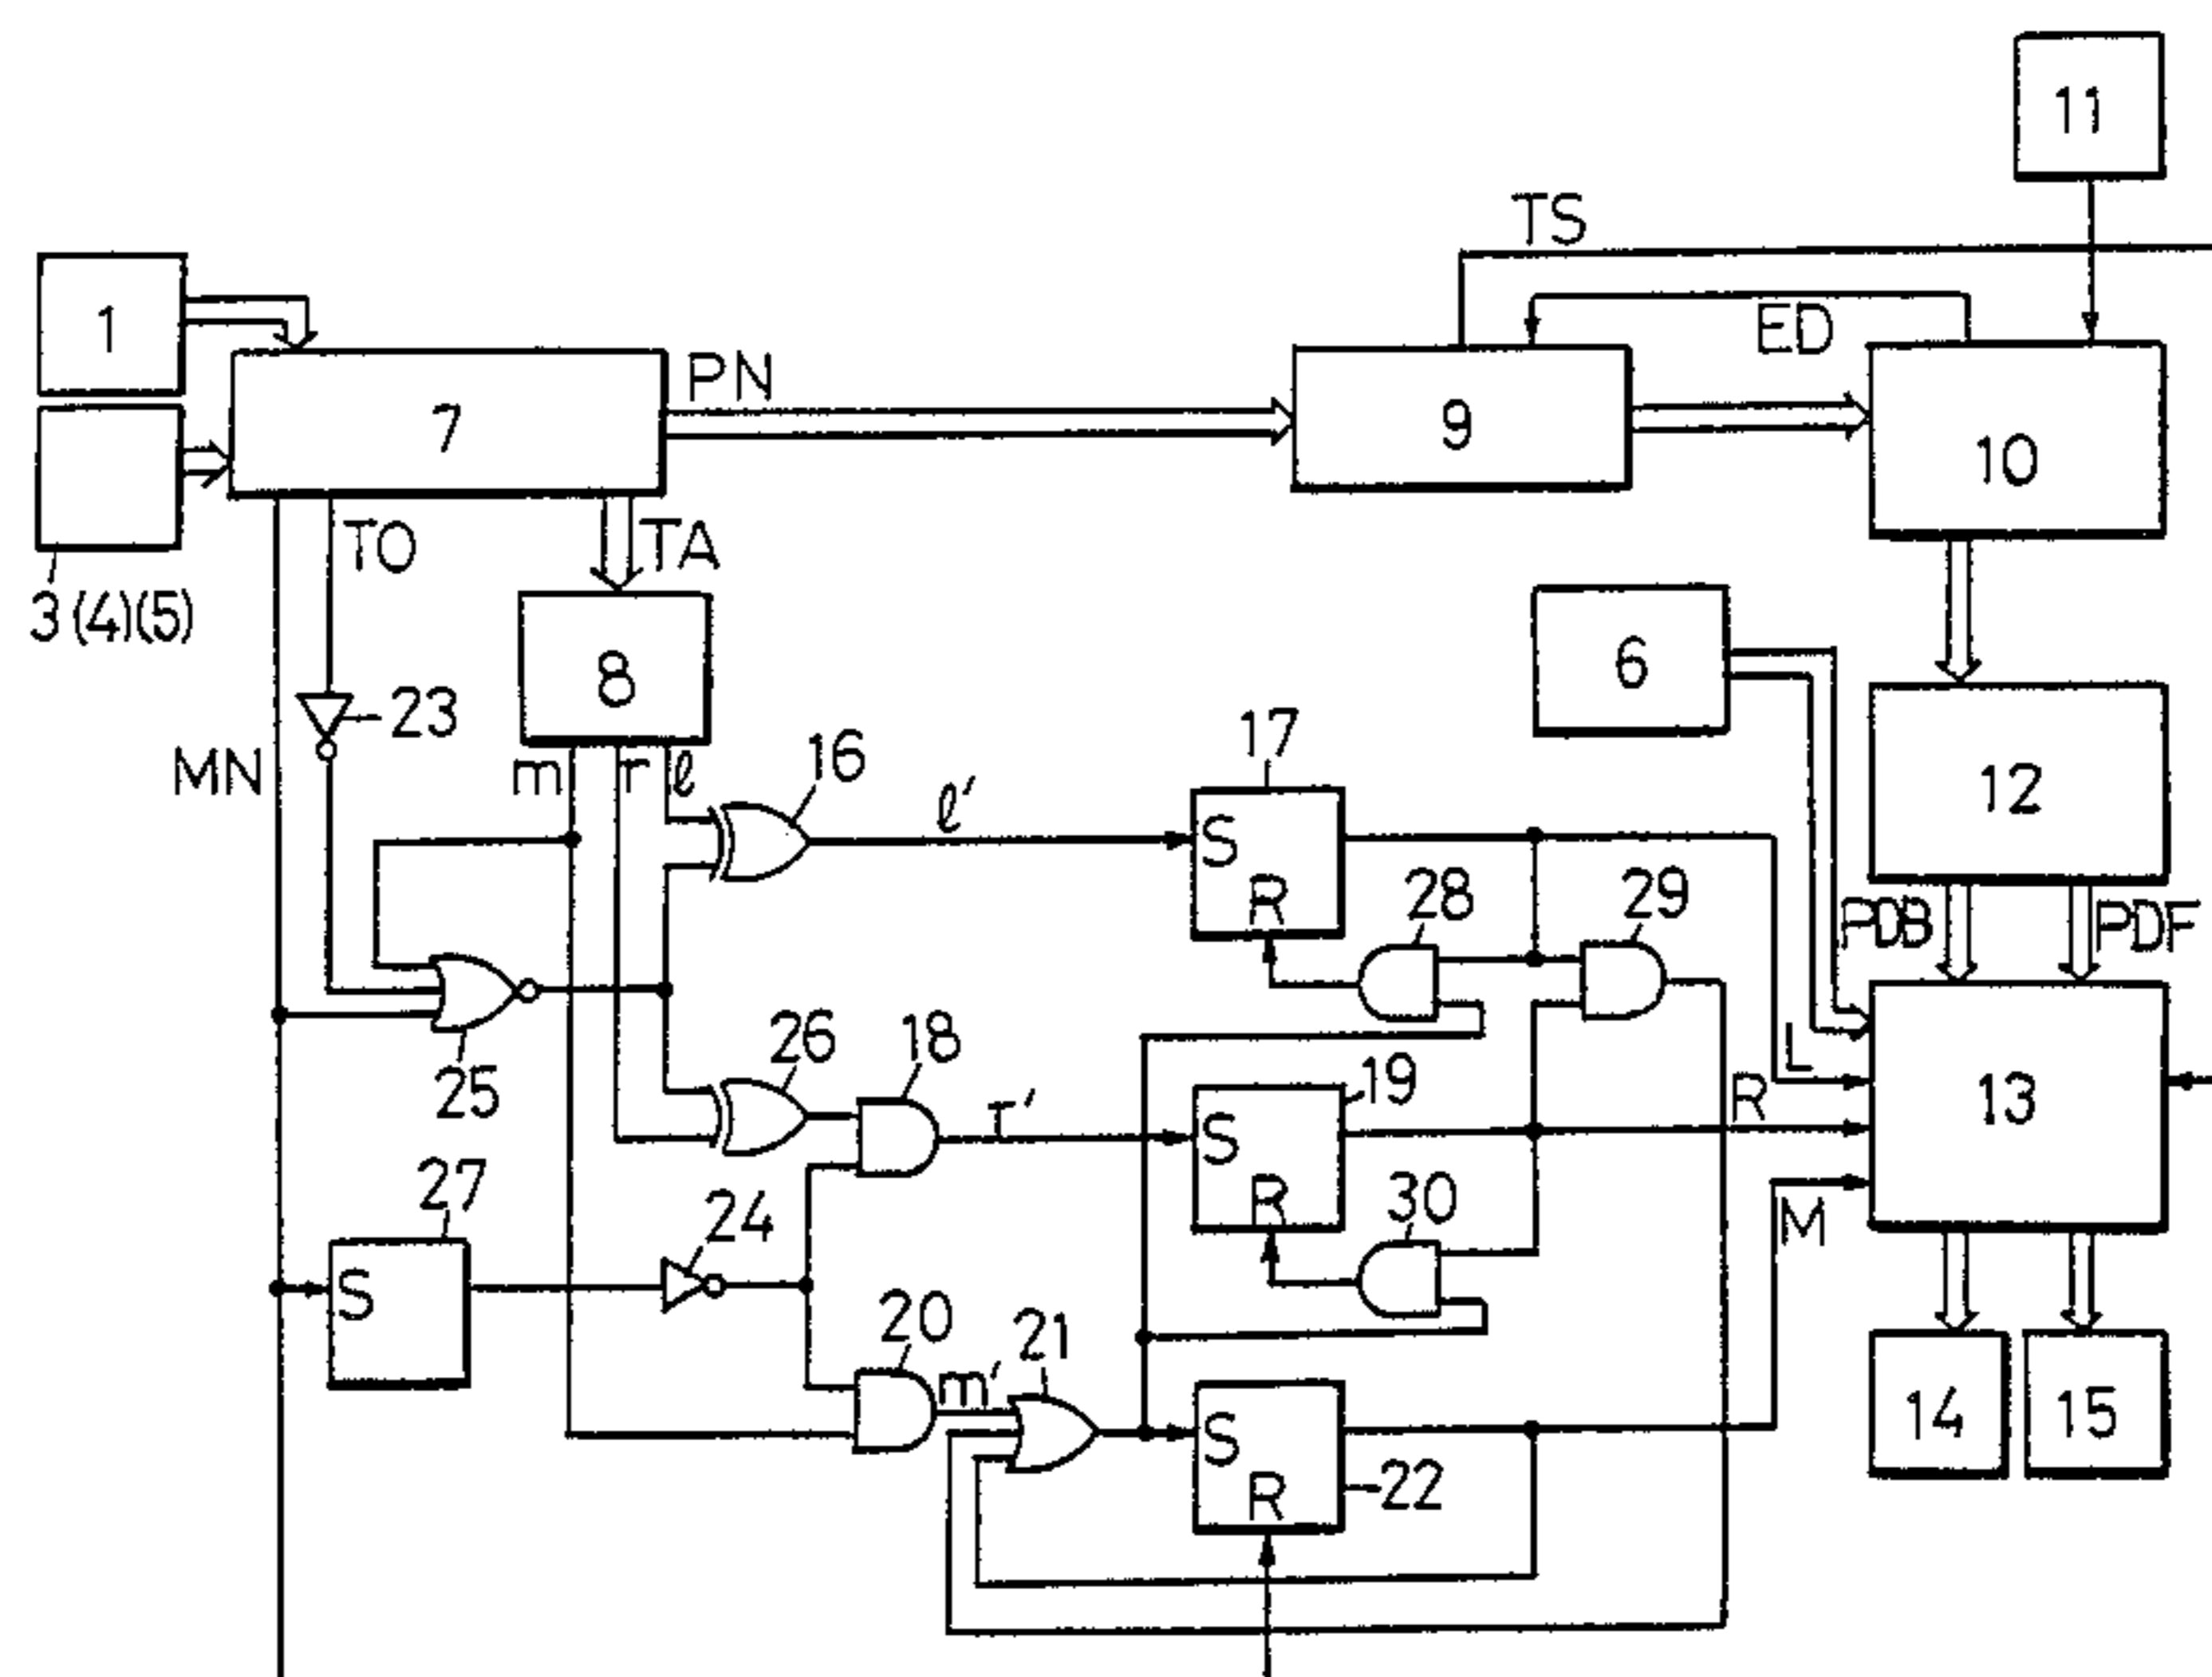 11
TS
1
ED
PN
7
9
10
TO
TA
3 (4)(5)
8
6
23
MN
m
r
ℓ
16
ℓ′
17
12
S
R
28
29
PDB
PDF
25
26
18
r′
19
S
R
L
R
13
27
24
30
M
S
20
m′
21
S
R
22
14
15